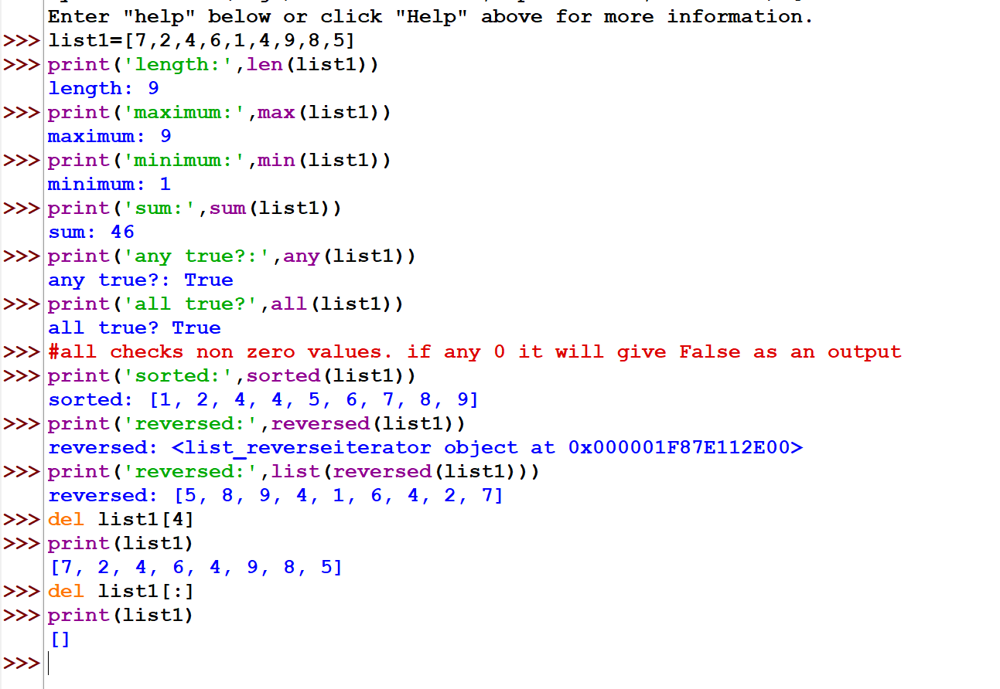 Enter "help" below or click "Help" above for more information.
>>> list1=[7,2,4,6,1,4,9,8,5]
>>> print('length:',len(list1))
length: 9
>>> print('maximum:',max(list1))
maximum: 9
>>> print('minimum:',min(list1))
minimum: 1
>>> print('sum:',sum(list1))
sum: 46
>>> print('any true?:',any(list1))
any true?: True
>>> print('all true?',all(list1))
all true? True
>>> #all checks non zero values. if any 0 it will give False as an output
>>> print('sorted:',sorted(list1))
sorted: [1, 2, 4, 4, 5, 6, 7, 8, 9]
>>> print('reversed:',reversed(list1))
reversed: <list_reverseiterator object at 0x000001F87E112E00>
>>> print('reversed:',list(reversed(list1)))
reversed: [5, 8, 9, 4, 1, 6, 4, 2, 7]
>>> del list1[4]
>>> print(list1)
[7, 2, 4, 6, 4, 9, 8, 5]
>>> del list1[:]
>>> print(list1)
[]
>>>